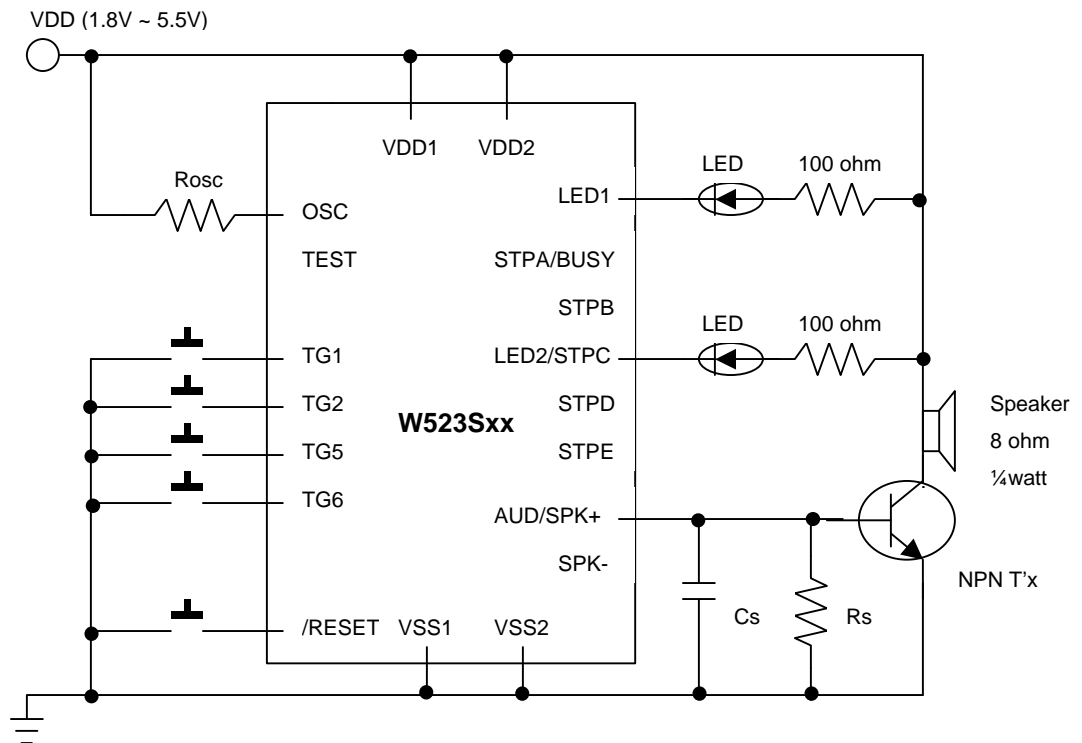 VDD (1.8V ~ 5.5V)
VDD1
VDD2
Rosc
LED
100 ohm
LED1
OSC
TEST
STPA/BUSY
STPB
LED
100 ohm
TG1
LED2/STPC
TG2
STPD
Speaker
W523Sxx
8 ohm
TG5
STPE
¼watt
TG6
AUD/SPK+
SPK-
NPN T'x
Cs
Rs
/RESET
VSS1
VSS2